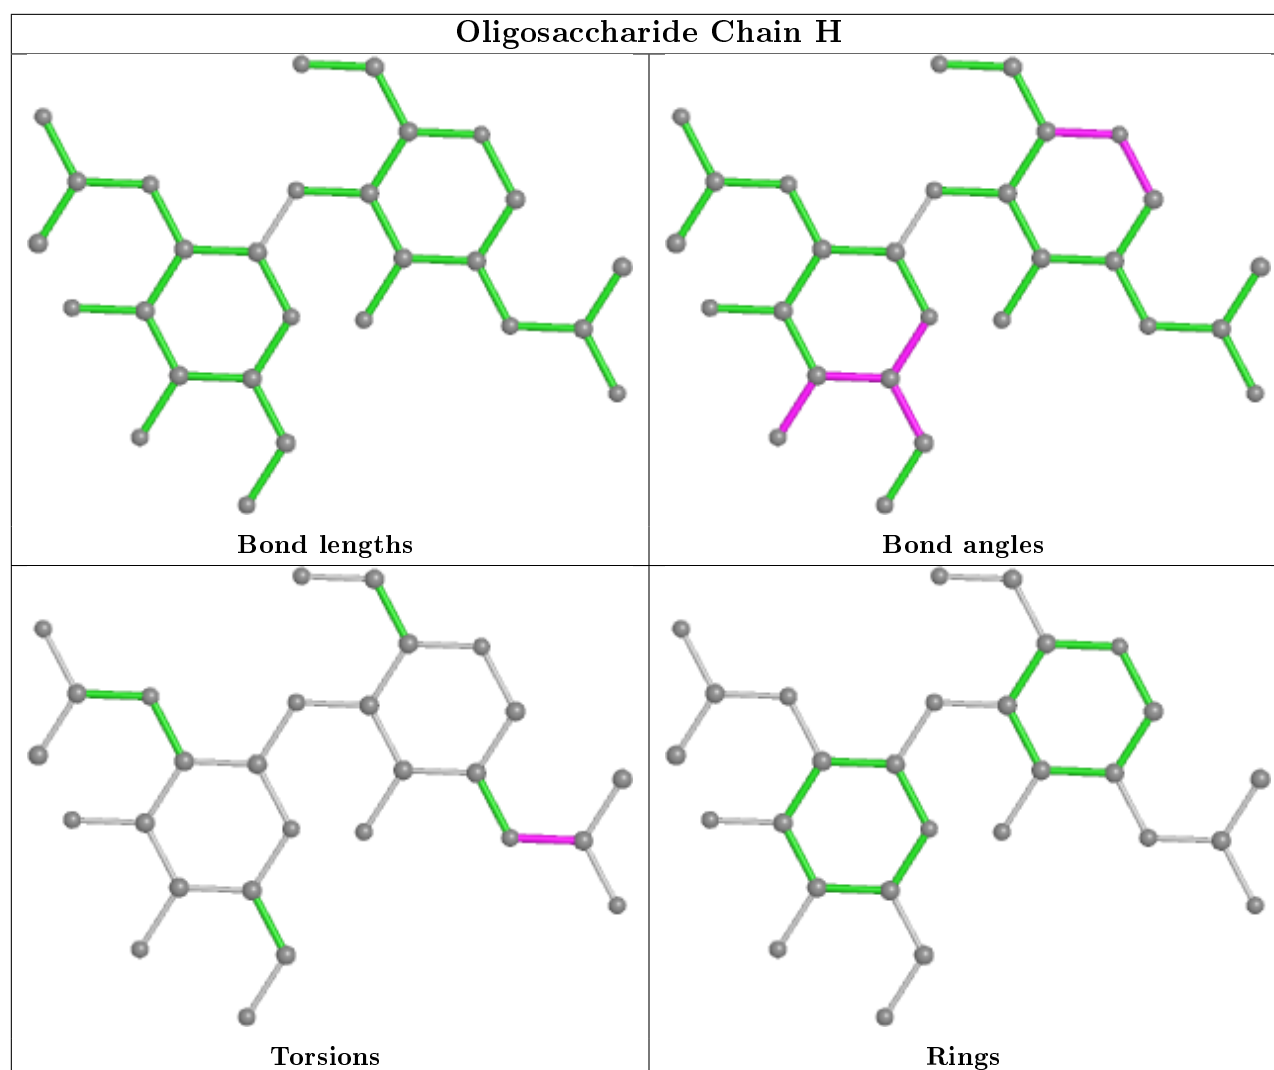 Oligosaccharide Chain H
Bond lengths
Bond angles
Torsions
Rings